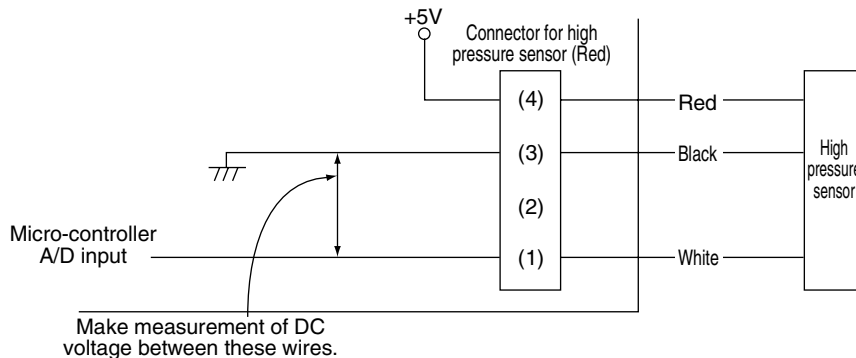 +5V
Connector for high
pressure sensor (Red)
(4)
Red
(3)
Black
High
pressure
sensor
(2)
Micro-controller
A/D input
(1)
White
Make measurement of DC
voltage between these wires.